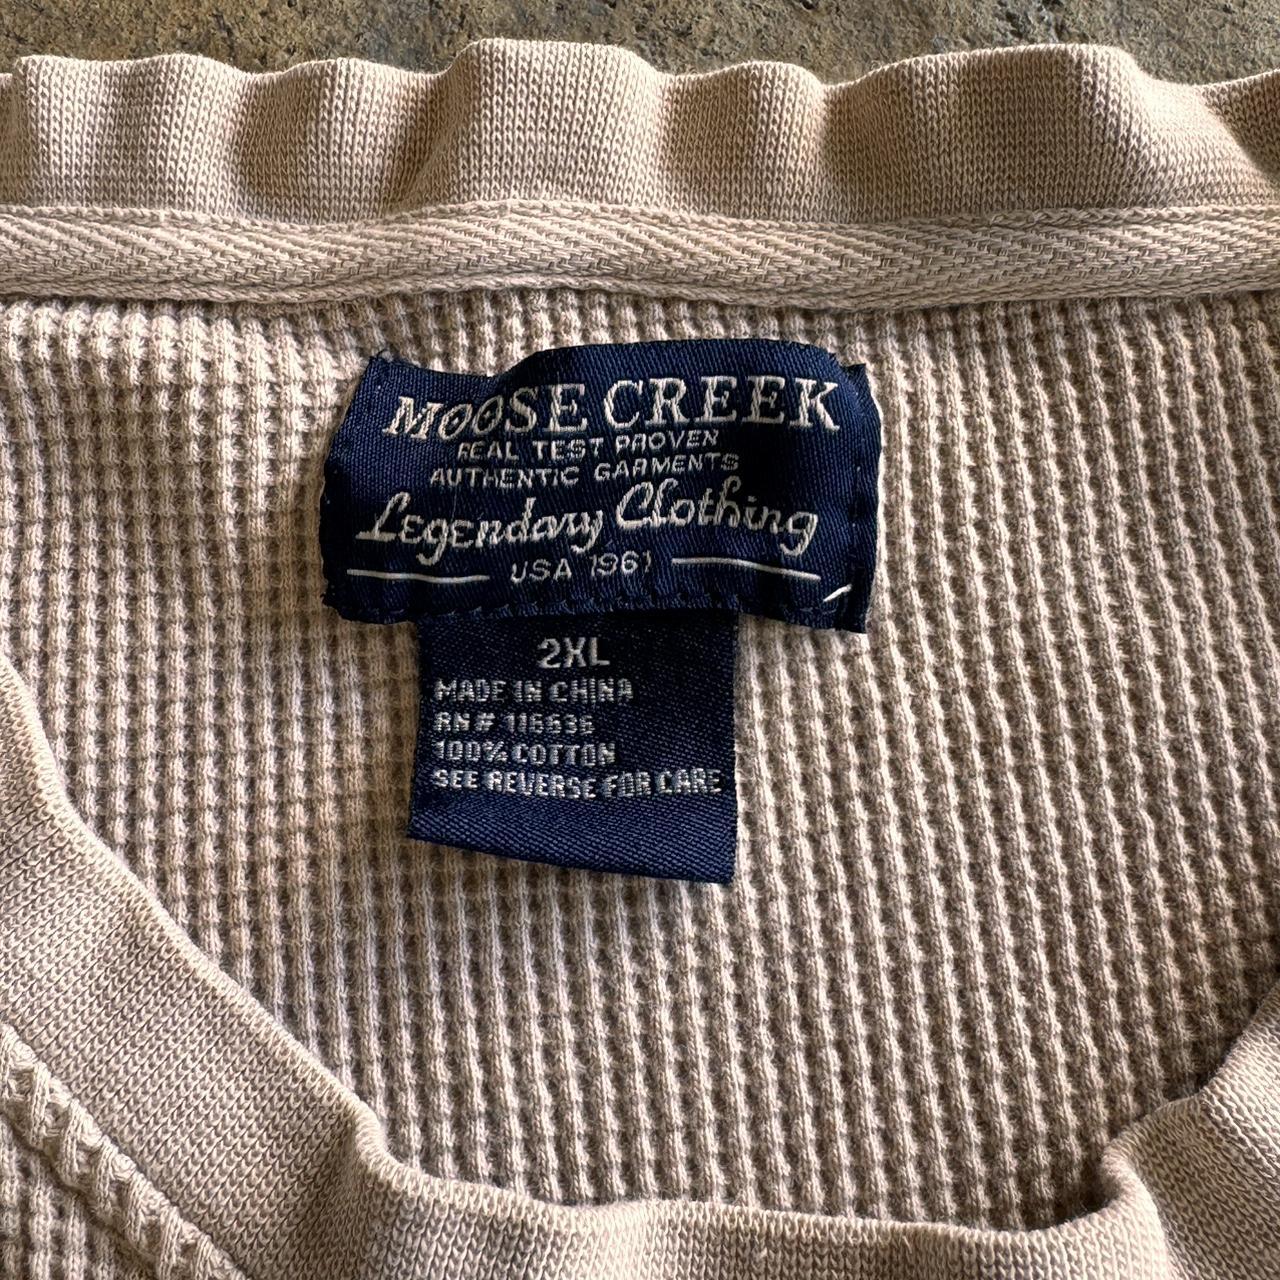 MOOSE CREEK
REAL TEST PROVEN
AUTHENTIC GARMENTS
Legendary Clothing
USA 1961
2XL
MADE IN CHINA
RN # 116636
100% COTTON
SEE REVERSE FOR CARE